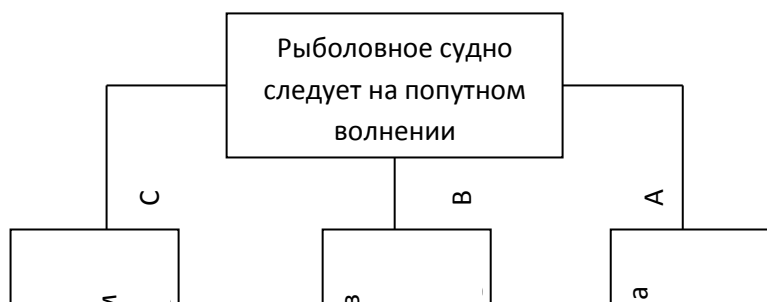 Рыболовное судно
следует на попутном
волнении
С
В
А